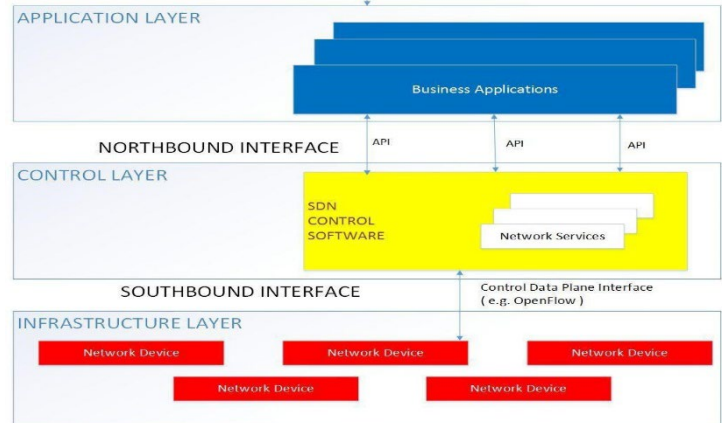 APPLICATION LAYER
Business Applications
NORTHBOUND INTERFACE
API
API
API
CONTROL LAYER
SDN
CONTROL
SOFTWARE
Network Services
SOUTHBOUND INTERFACE
Control Data Plane Interface
( e.g. OpenFlow )
INFRASTRUCTURE LAYER
Network Device
Network Device
Network Device
Network Device
Network Device